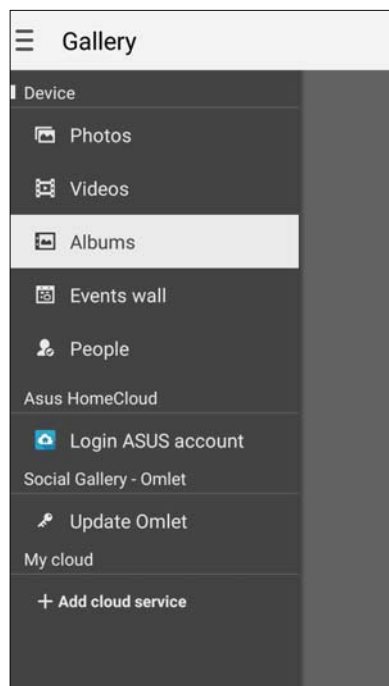 Gallery
Device
Photos
Videos
Albums
Events wall
People
Asus HomeCloud
Login ASUS account
Social Gallery - Omlet
Update Omlet
My cloud
+ Add cloud service